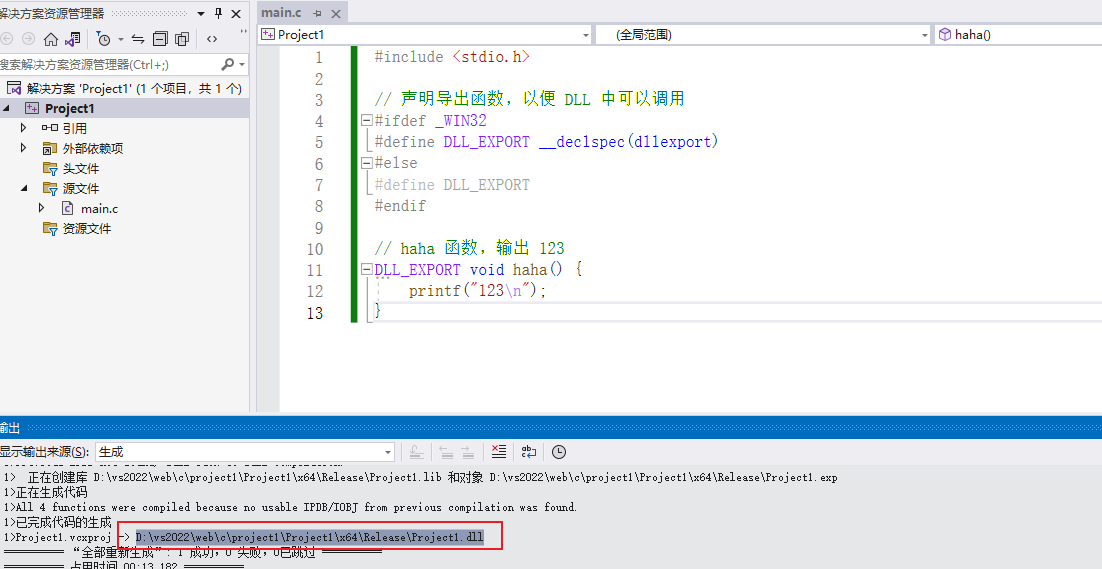 解决方案资源管理器
搜索解决方案资源管理器(Ctrl+;)
解决方案 'Project1' (1 个项目，共 1 个)
Project1
引用
外部依赖项
头文件
源文件
main.c
资源文件
main.c
Project1
(全局范围)
haha()
1 #include <stdio.h>
2
3 // 声明导出函数，以便 DLL 中可以调用
4 #ifdef _WIN32
5 #define DLL_EXPORT __declspec(dllexport)
6 #else
7 #define DLL_EXPORT
8 #endif
9
10 // haha 函数，输出 123
11 DLL_EXPORT void haha() {
12 printf("123\n");
13 }
输出
显示输出来源(S): 生成
1> 正在创建库 D:\vs2022\web\c\project1\Project1\x64\Release\Project1.lib 和对象 D:\vs2022\web\c\project1\Project1\x64\Release\Project1.exp
1>正在生成代码
1>All 4 functions were compiled because no usable IPDB/IOBJ from previous compilation was found.
1>已完成代码的生成
1>Project1.vcxproj -> D:\vs2022\web\c\project1\Project1\x64\Release\Project1.dll
========== “全部重新生成”: 1 成功，0 失败，0已跳过 ==========
========== 占用时间 00:13.182 ==========